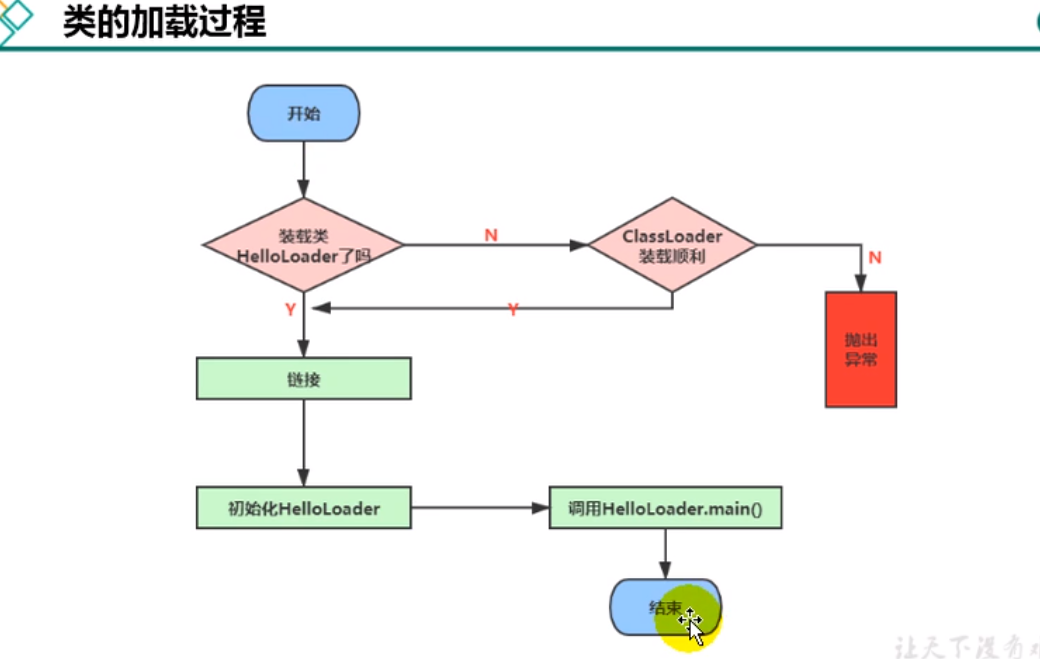 类的加载过程
开始
装载类
HelloLoader了吗
N
ClassLoader
装载顺利
N
Y
Y
抛出
异常
链接
初始化HelloLoader
调用HelloLoader.main()
结束
让天下没有